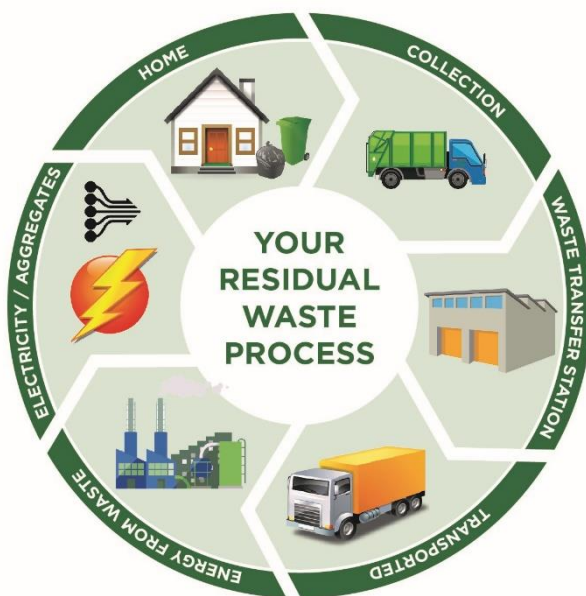 YOUR
RESIDUAL
WASTE
PROCESS
HOME
COLLECTION
WASTE TRANSFER STATION
TRANSPORTED
ENERGY FROM WASTE
ELECTRICITY / AGGREGATES